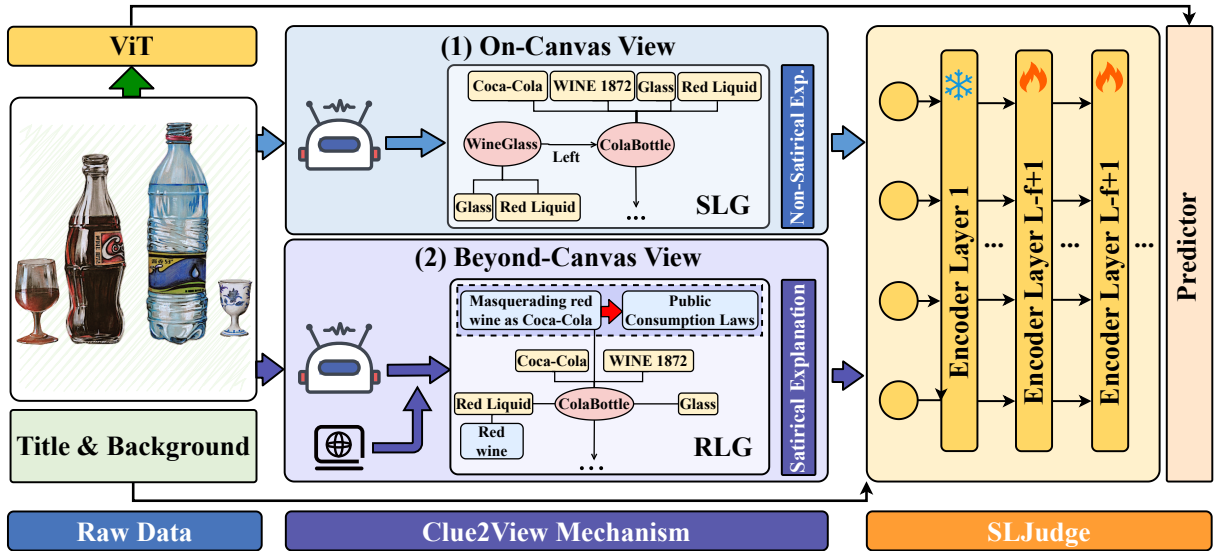 ViT
Title & Background
Raw Data
(1) On-Canvas View
Coca-Cola
WINE 1872
Glass
Red Liquid
WineGlass
Left
ColaBottle
Glass
Red Liquid
...
SLG
Non-Satirical Exp.
(2) Beyond-Canvas View
Masquerading red
wine as Coca-Cola
Public
Consumption Laws
Coca-Cola
WINE 1872
Red Liquid
ColaBottle
Glass
Red
wine
...
RLG
Satirical Explanation
Clue2View Mechanism
Encoder Layer 1
...
Encoder Layer L-f+1
...
Encoder Layer L-f+1
...
SLJudge
Predictor